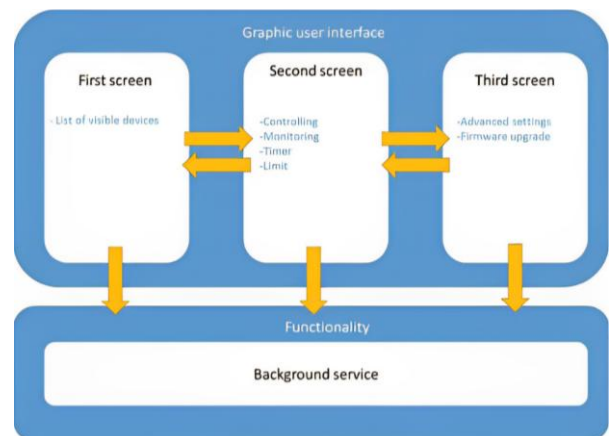 Graphic user interface
First screen
- List of visible devices
Second screen
-Controlling
-Monitoring
-Timer
-Limit
Third screen
-Advanced settings
-Firmware upgrade
Functionality
Background service